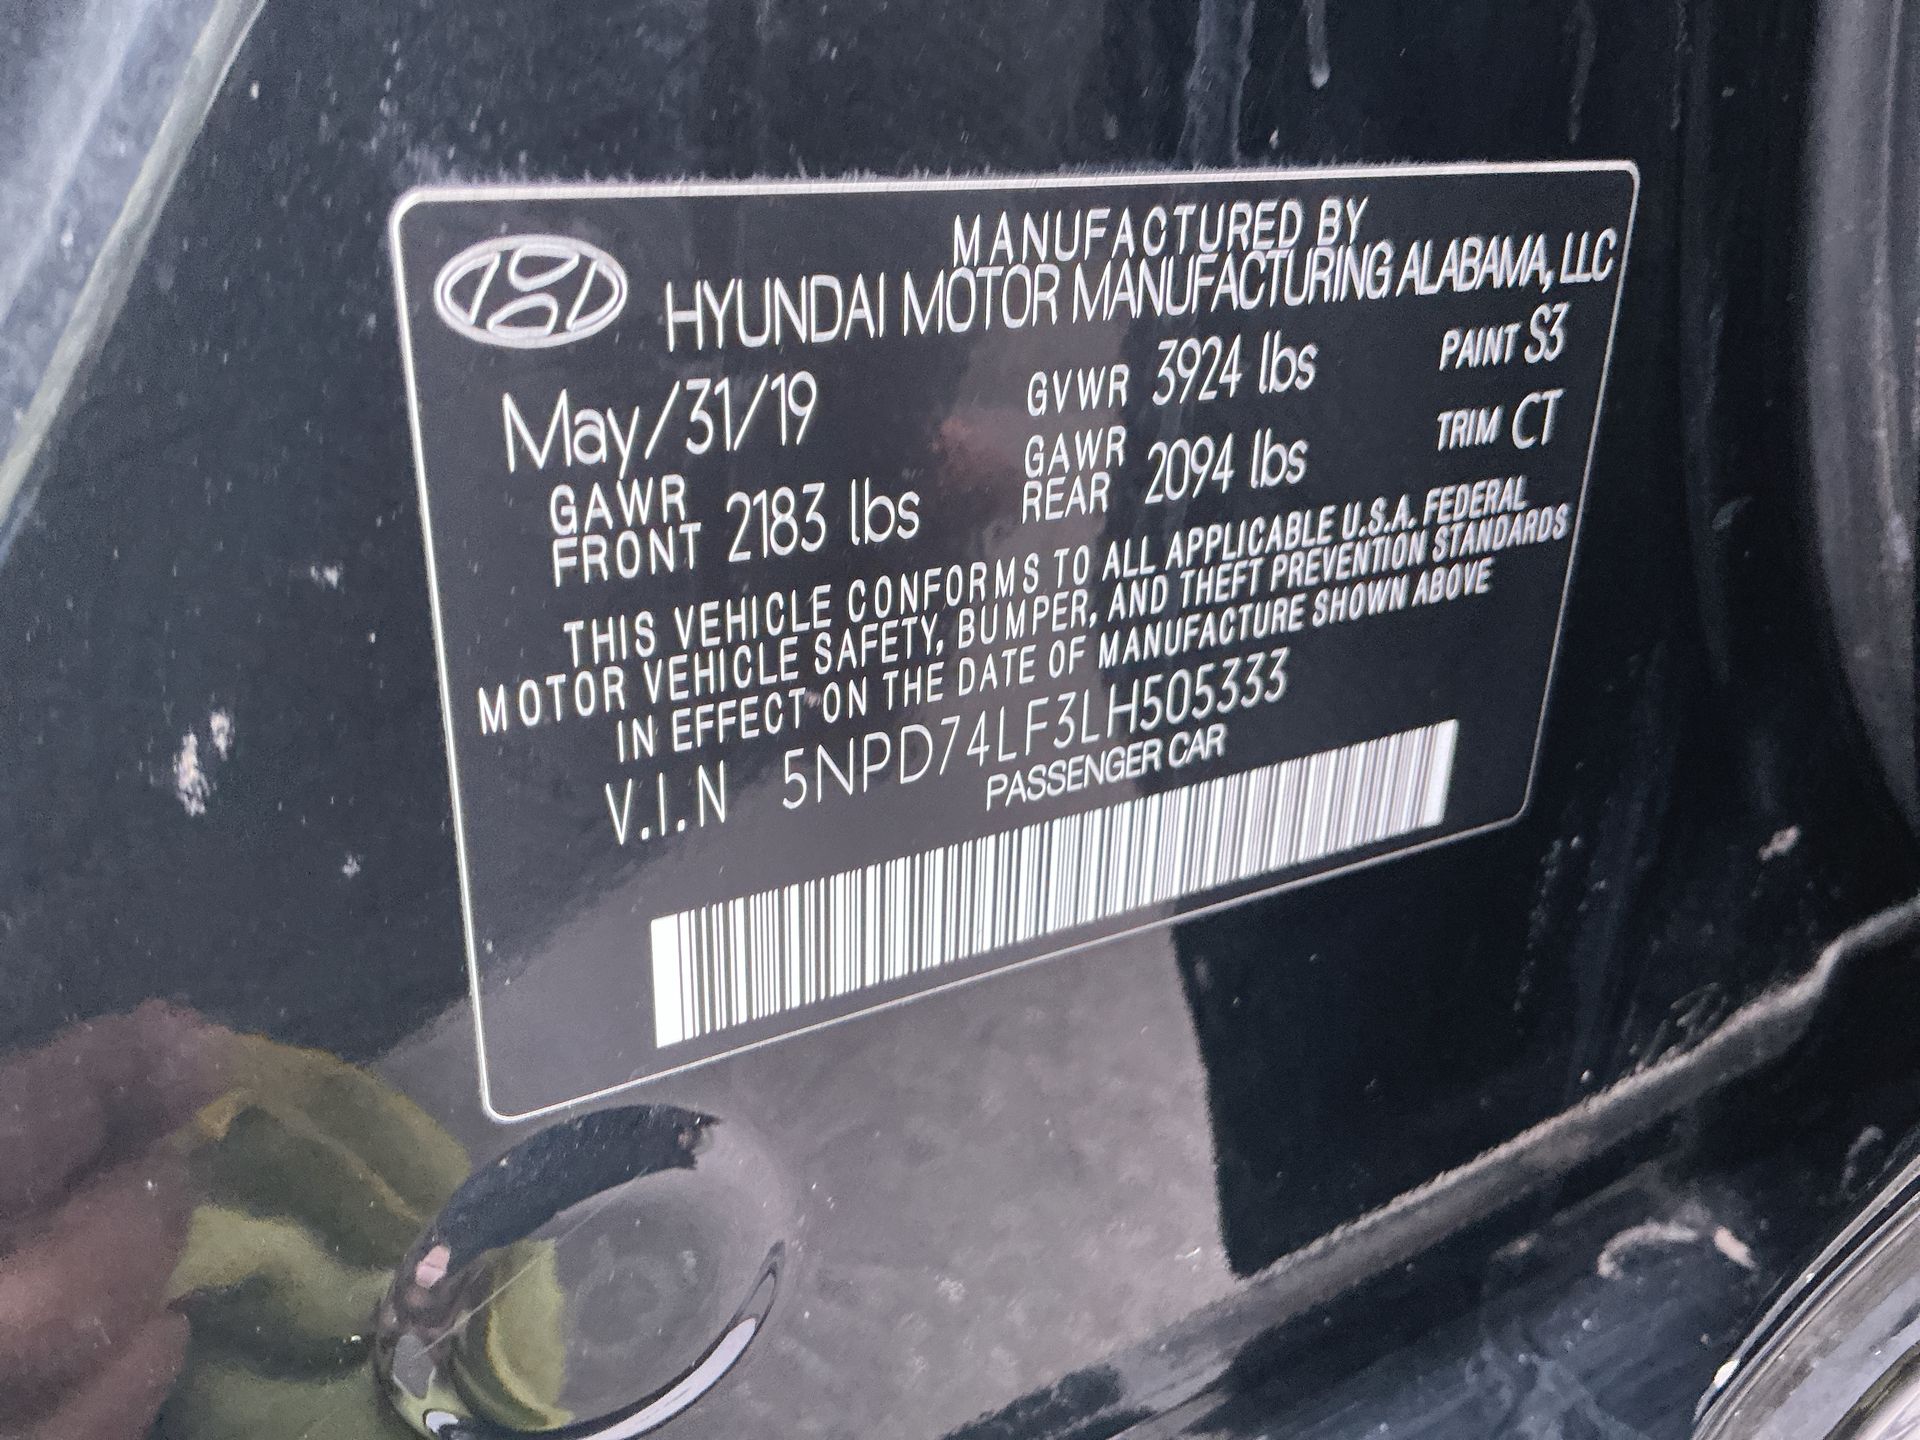 MANUFACTURED BY
HYUNDAI MOTOR MANUFACTURING ALABAMA, LLC
May/31/19 GVWR 3924 lbs PAINT S3
GAWR FRONT 2183 lbs GAWR REAR 2094 lbs TRIM CT
THIS VEHICLE CONFORMS TO ALL APPLICABLE U.S.A. FEDERAL
MOTOR VEHICLE SAFETY, BUMPER, AND THEFT PREVENTION STANDARDS
IN EFFECT ON THE DATE OF MANUFACTURE SHOWN ABOVE
V.I.N 5NPD74LF3LH505333
PASSENGER CAR